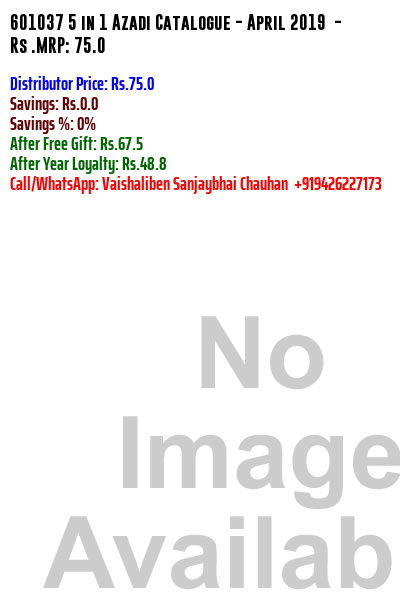 601037 5 in 1 Azadi Catalogue - April 2019 -
Rs .MRP: 75.0
Distributor Price: Rs.75.0
Savings: Rs.0.0
Savings %: 0%
After Free Gift: Rs.67.5
After Year Loyalty: Rs.48.8
Call/WhatsApp: Vaishaliben Sanjaybhai Chauhan +919426227173
No
Image
Availab